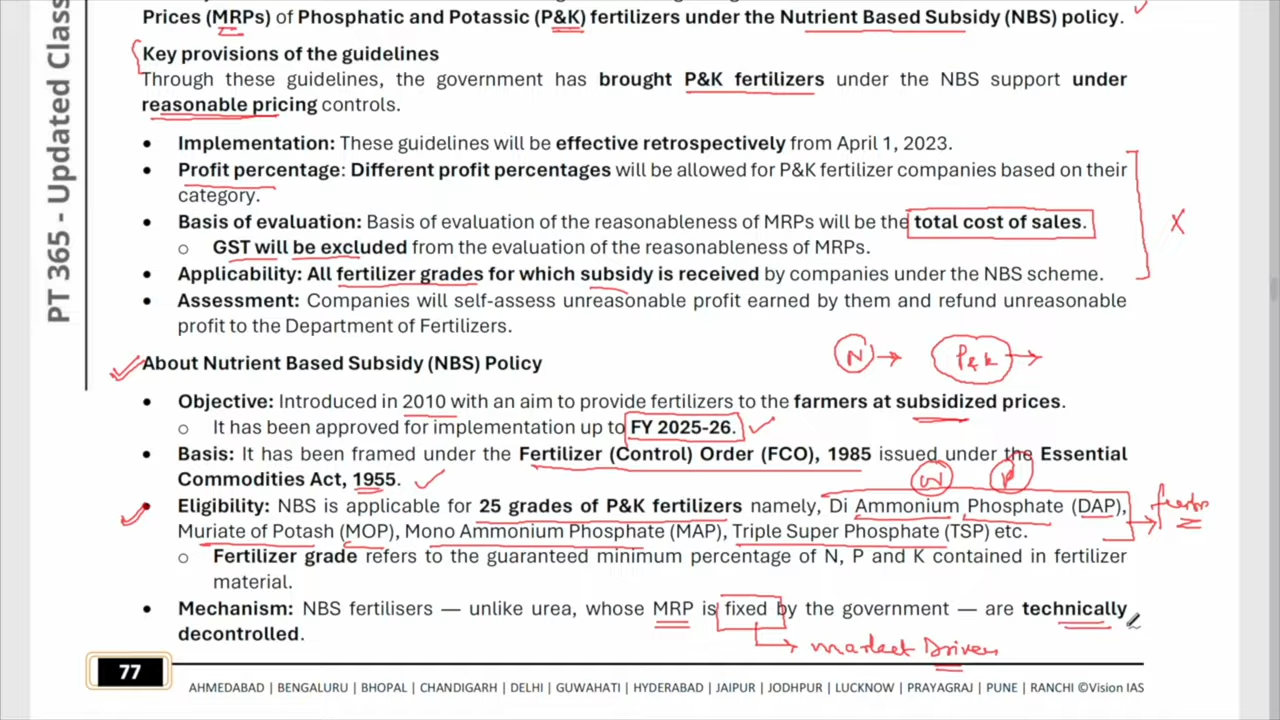 Prices (MRPs) of Phosphatic and Potassic (P&K) fertilizers under the Nutrient Based Subsidy (NBS) policy.
Key provisions of the guidelines
Through these guidelines, the government has brought P&K fertilizers under the NBS support under
reasonable pricing controls.
• Implementation: These guidelines will be effective retrospectively from April 1, 2023.
• Profit percentage: Different profit percentages will be allowed for P&K fertilizer companies based on their
category.
• Basis of evaluation: Basis of evaluation of the reasonableness of MRPs will be the total cost of sales.
o GST will be excluded from the evaluation of the reasonableness of MRPs.
X
• Applicability: All fertilizer grades for which subsidy is received by companies under the NBS scheme.
• Assessment: Companies will self-assess unreasonable profit earned by them and refund unreasonable
profit to the Department of Fertilizers.
N → P&K →
About Nutrient Based Subsidy (NBS) Policy
• Objective: Introduced in 2010 with an aim to provide fertilizers to the farmers at subsidized prices.
o It has been approved for implementation up to FY 2025-26.
• Basis: It has been framed under the Fertilizer (Control) Order (FCO), 1985 issued under the Essential
Commodities Act, 1955.
N P
• Eligibility: NBS is applicable for 25 grades of P&K fertilizers namely, Di Ammonium Phosphate (DAP),
Muriate of Potash (MOP), Mono Ammonium Phosphate (MAP), Triple Super Phosphate (TSP) etc.
o Fertilizer grade refers to the guaranteed minimum percentage of N, P and K contained in fertilizer
material.
• Mechanism: NBS fertilisers — unlike urea, whose MRP is fixed by the government — are technically
decontrolled.
→ market Driven
77
AHMEDABAD | BENGALURU | BHOPAL | CHANDIGARH | DELHI | GUWAHATI | HYDERABAD | JAIPUR | JODHPUR | LUCKNOW | PRAYAGRAJ | PUNE | RANCHI ©Vision IAS
PT 365 - Updated Class